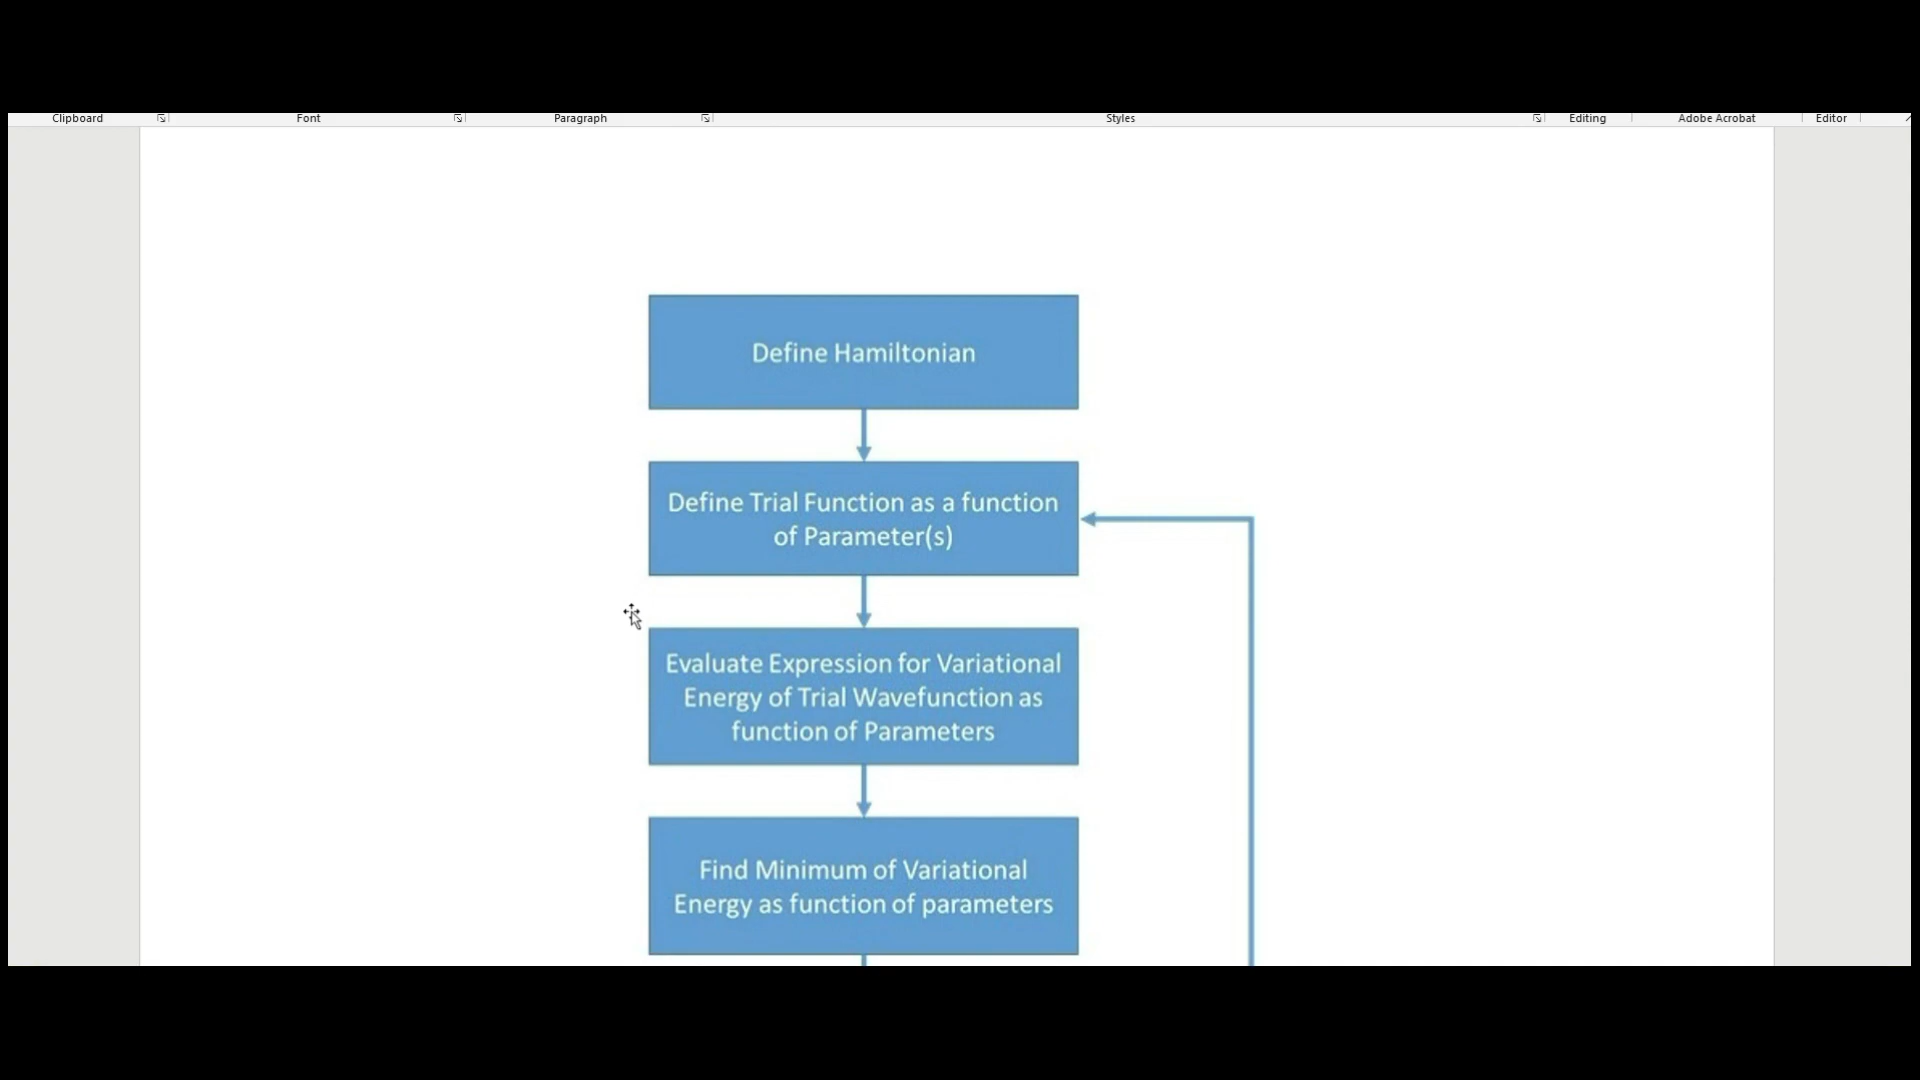 Clipboard Font Paragraph Styles Editing Adobe Acrobat Editor
Define Hamiltonian
Define Trial Function as a function
of Parameter(s)
Evaluate Expression for Variational
Energy of Trial Wavefunction as
function of Parameters
Find Minimum of Variational
Energy as function of parameters